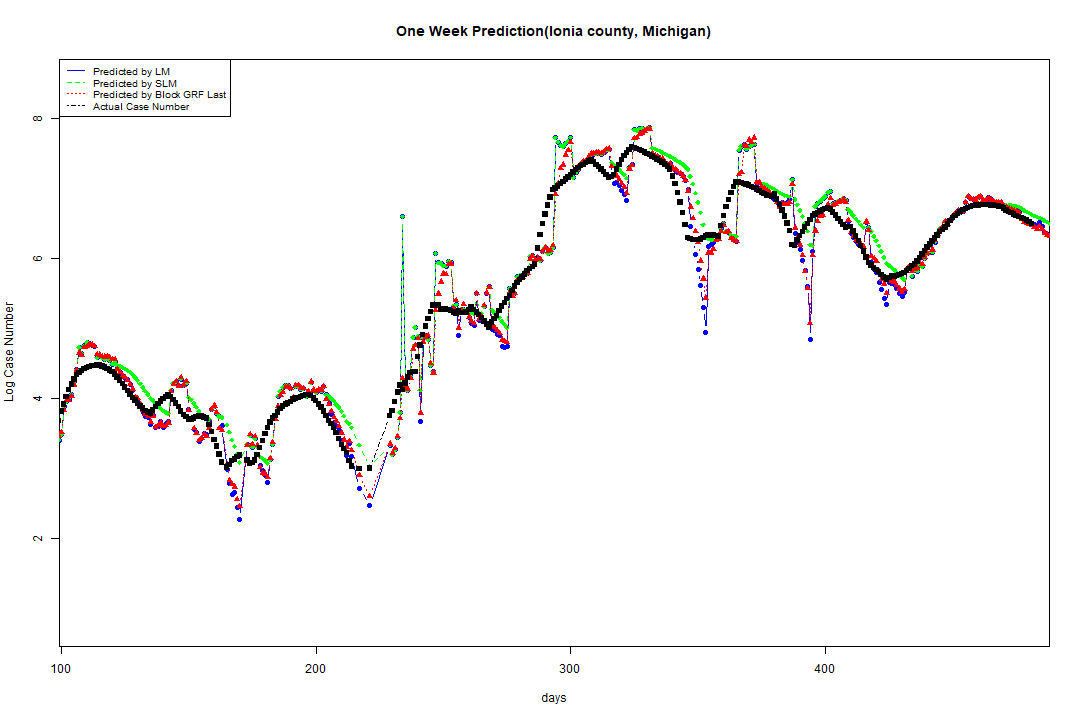 One Week Prediction(Ionia county, Michigan)
Predicted by LM
Predicted by SLM
Predicted by Block GRF Last
Actual Case Number
8
6
4
2
Log Case Number
100 200 300 400
days